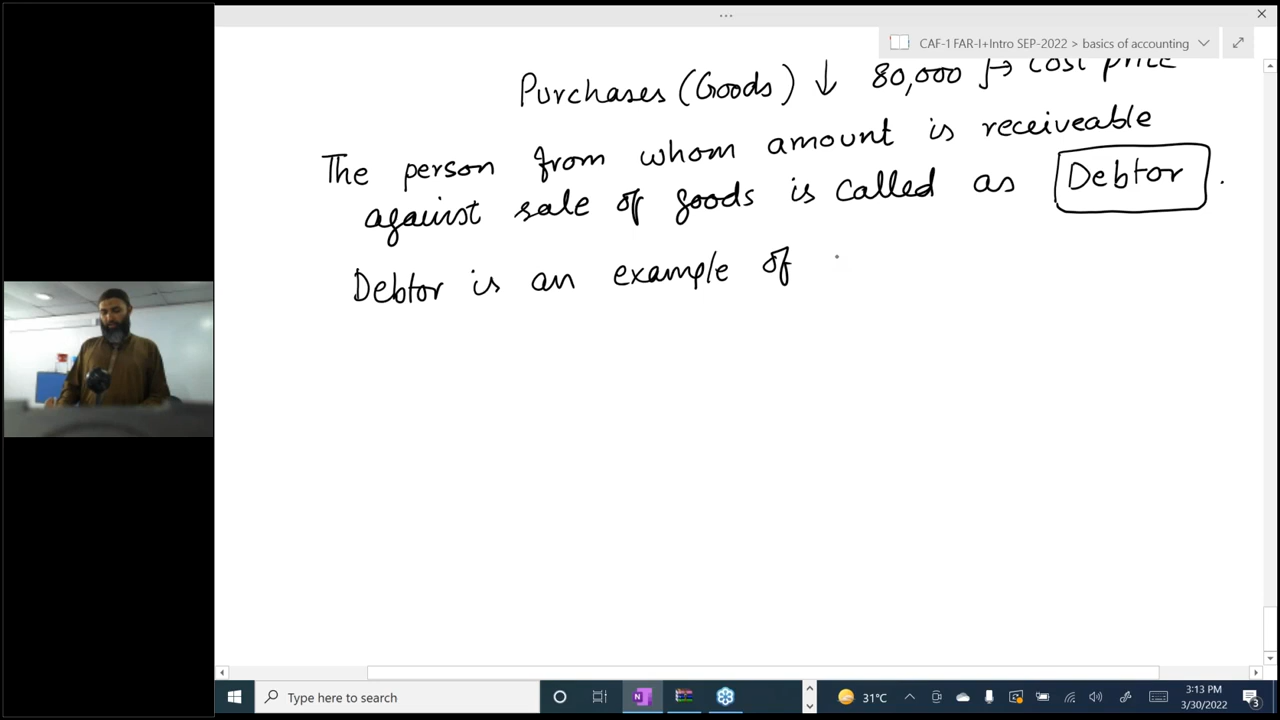 CAF-1 FAR-I+Intro SEP-2022 > basics of accounting
Purchases (Goods) ↓ 80,000 → Cost price
The person from whom amount is receiveable
against sale of goods is called as Debtor.
Debtor is an example of
Type here to search
31°C
3:13 PM
3/30/2022
3